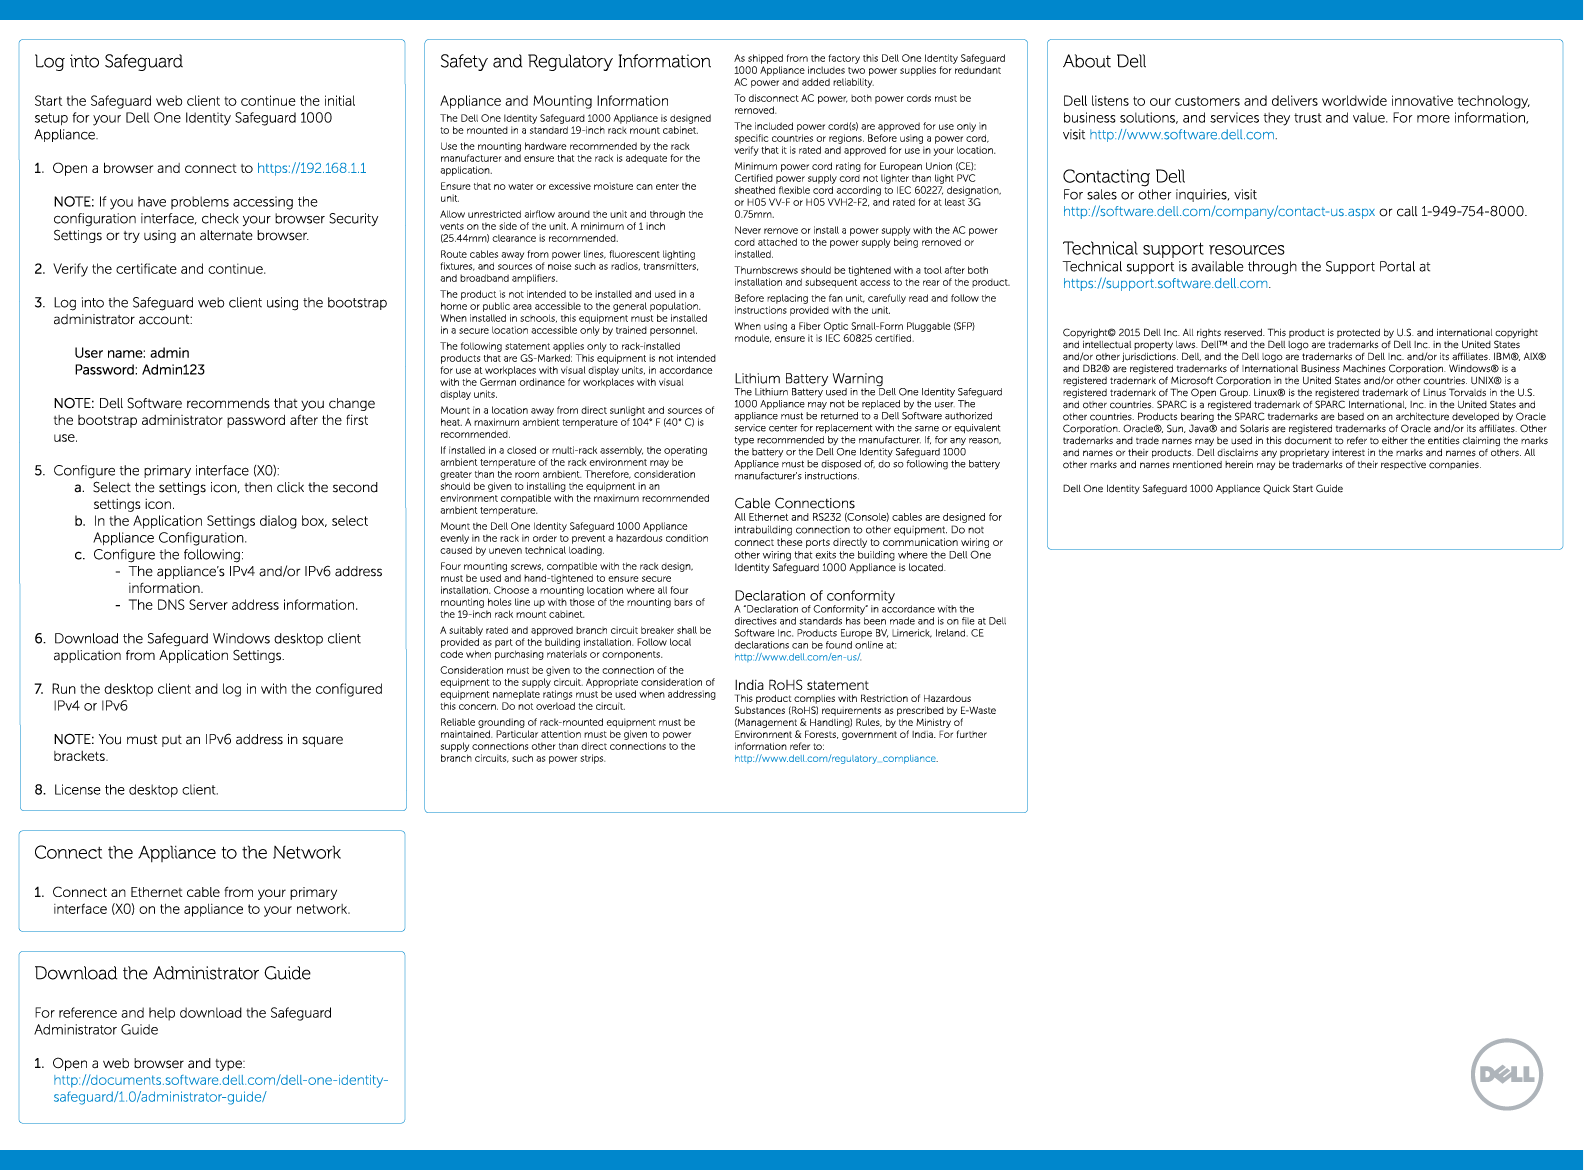 Log into Safeguard
Start the Safeguard web client to continue the initial
setup for your Dell One Identity Safeguard 1000
Appliance.
1. Open a browser and connect to https://192.168.1.1
NOTE: If you have problems accessing the
configuration interface, check your browser Security
Settings or try using an alternate browser.
2. Verify the certificate and continue.
3. Log into the Safeguard web client using the bootstrap
administrator account:
User name: admin
Password: Admin123
NOTE: Dell Software recommends that you change
the bootstrap administrator password after the first
use.
5. Configure the primary interface (X0):
a. Select the settings icon, then click the second
settings icon.
b. In the Application Settings dialog box, select
Appliance Configuration.
c. Configure the following:
- The appliance's IPv4 and/or IPv6 address
information.
- The DNS Server address information.
6. Download the Safeguard Windows desktop client
application from Application Settings.
7. Run the desktop client and log in with the configured
IPv4 or IPv6
NOTE: You must put an IPv6 address in square
brackets.
8. License the desktop client.
Connect the Appliance to the Network
1. Connect an Ethernet cable from your primary
interface (X0) on the appliance to your network.
Download the Administrator Guide
For reference and help download the Safeguard
Administrator Guide
1. Open a web browser and type:
http://documents.software.dell.com/dell-one-identity-
safeguard/1.0/administrator-guide/
Safety and Regulatory Information
Appliance and Mounting Information
The Dell One Identity Safeguard 1000 Appliance is designed
to be mounted in a standard 19-inch rack mount cabinet.
Use the mounting hardware recommended by the rack
manufacturer and ensure that the rack is adequate for the
application.
Ensure that no water or excessive moisture can enter the
unit.
Allow unrestricted airflow around the unit and through the
vents on the side of the unit. A minimum of 1 inch
(25.44mm) clearance is recommended.
Route cables away from power lines, fluorescent lighting
fixtures, and sources of noise such as radios, transmitters,
and broadband amplifiers.
The product is not intended to be installed and used in a
home or public area accessible to the general population.
When installed in schools, this equipment must be installed
in a secure location accessible only by trained personnel.
The following statement applies only to rack-installed
products that are GS-Marked: This equipment is not intended
for use at workplaces with visual display units, in accordance
with the German ordinance for workplaces with visual
display units.
Mount in a location away from direct sunlight and sources of
heat. A maximum ambient temperature of 104° F (40° C) is
recommended.
If installed in a closed or multi-rack assembly, the operating
ambient temperature of the rack environment may be
greater than the room ambient. Therefore, consideration
should be given to installing the equipment in an
environment compatible with the maximum recommended
ambient temperature.
Mount the Dell One Identity Safeguard 1000 Appliance
evenly in the rack in order to prevent a hazardous condition
caused by uneven technical loading.
Four mounting screws, compatible with the rack design,
must be used and hand-tightened to ensure secure
installation. Choose a mounting location where all four
mounting holes line up with those of the mounting bars of
the 19-inch rack mount cabinet.
A suitably rated and approved branch circuit breaker shall be
provided as part of the building installation. Follow local
code when purchasing materials or components.
Consideration must be given to the connection of the
equipment to the supply circuit. Appropriate consideration of
equipment nameplate ratings must be used when addressing
this concern. Do not overload the circuit.
Reliable grounding of rack-mounted equipment must be
maintained. Particular attention must be given to power
supply connections other than direct connections to the
branch circuits, such as power strips.
As shipped from the factory this Dell One Identity Safeguard
1000 Appliance includes two power supplies for redundant
AC power and added reliability.
To disconnect AC power, both power cords must be
removed.
The included power cord(s) are approved for use only in
specific countries or regions. Before using a power cord,
verify that it is rated and approved for use in your location.
Minimum power cord rating for European Union (CE):
Certified power supply cord not lighter than light PVC
sheathed flexible cord according to IEC 60227, designation,
or H05 VV-F or H05 VVH2-F2, and rated for at least 3G
0.75mm.
Never remove or install a power supply with the AC power
cord attached to the power supply being removed or
installed.
Thumbscrews should be tightened with a tool after both
installation and subsequent access to the rear of the product.
Before replacing the fan unit, carefully read and follow the
instructions provided with the unit.
When using a Fiber Optic Small-Form Pluggable (SFP)
module, ensure it is IEC 60825 certified.
Lithium Battery Warning
The Lithium Battery used in the Dell One Identity Safeguard
1000 Appliance may not be replaced by the user. The
appliance must be returned to a Dell Software authorized
service center for replacement with the same or equivalent
type recommended by the manufacturer. If, for any reason,
the battery or the Dell One Identity Safeguard 1000
Appliance must be disposed of, do so following the battery
manufacturer's instructions.
Cable Connections
All Ethernet and RS232 (Console) cables are designed for
intrabuilding connection to other equipment. Do not
connect these ports directly to communication wiring or
other wiring that exits the building where the Dell One
Identity Safeguard 1000 Appliance is located.
Declaration of conformity
A "Declaration of Conformity" in accordance with the
directives and standards has been made and is on file at Dell
Software Inc. Products Europe BV, Limerick, Ireland. CE
declarations can be found online at:
http://www.dell.com/en-us/.
India RoHS statement
This product complies with Restriction of Hazardous
Substances (RoHS) requirements as prescribed by E-Waste
(Management & Handling) Rules, by the Ministry of
Environment & Forests, government of India. For further
information refer to:
http://www.dell.com/regulatory_compliance.
About Dell
Dell listens to our customers and delivers worldwide innovative technology,
business solutions, and services they trust and value. For more information,
visit http://www.software.dell.com.
Contacting Dell
For sales or other inquiries, visit
http://software.dell.com/company/contact-us.aspx or call 1-949-754-8000.
Technical support resources
Technical support is available through the Support Portal at
https://support.software.dell.com.
Copyright© 2015 Dell Inc. All rights reserved. This product is protected by U.S. and international copyright
and intellectual property laws. Dell™ and the Dell logo are trademarks of Dell Inc. in the United States
and/or other jurisdictions. Dell, and the Dell logo are trademarks of Dell Inc. and/or its affiliates. IBM®, AIX®
and DB2® are registered trademarks of International Business Machines Corporation. Windows® is a
registered trademark of Microsoft Corporation in the United States and/or other countries. UNIX® is a
registered trademark of The Open Group. Linux® is the registered trademark of Linus Torvalds in the U.S.
and other countries. SPARC is a registered trademark of SPARC International, Inc. in the United States and
other countries. Products bearing the SPARC trademarks are based on an architecture developed by Oracle
Corporation. Oracle®, Sun, Java® and Solaris are registered trademarks of Oracle and/or its affiliates. Other
trademarks and trade names may be used in this document to refer to either the entities claiming the marks
and names or their products. Dell disclaims any proprietary interest in the marks and names of others. All
other marks and names mentioned herein may be trademarks of their respective companies.
Dell One Identity Safeguard 1000 Appliance Quick Start Guide
DELL